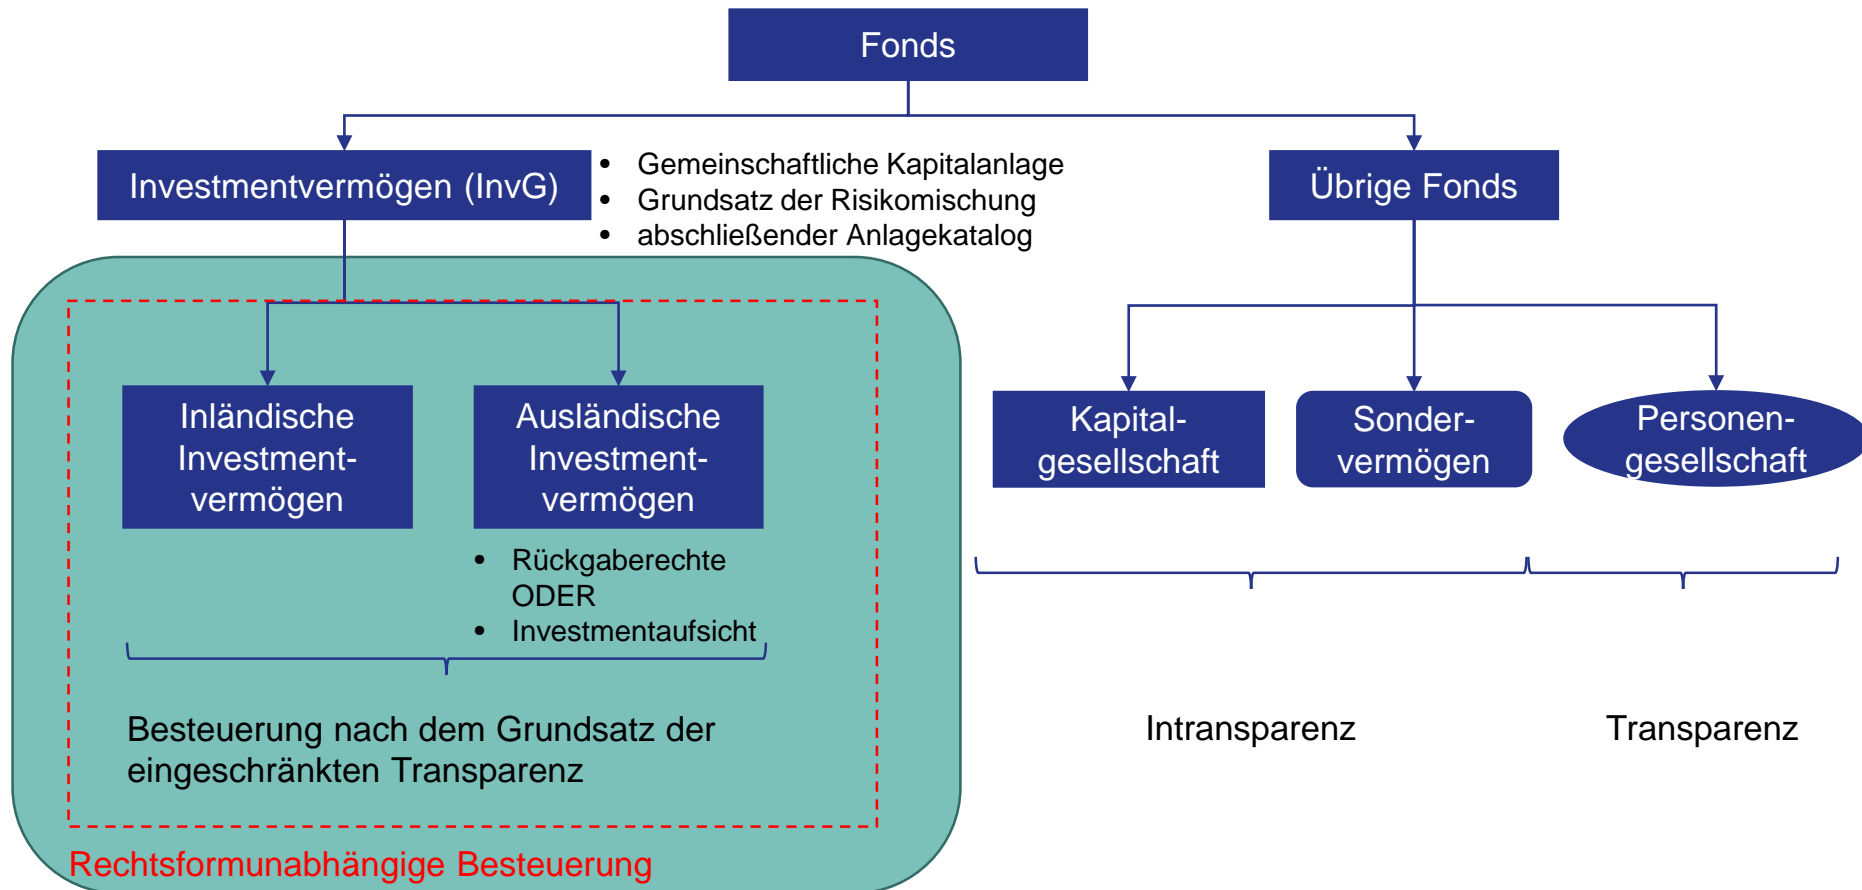 Fonds
Investmentvermögen (InvG)
• Gemeinschaftliche Kapitalanlage
• Grundsatz der Risikomischung
• abschließender Anlagekatalog
Übrige Fonds
Inländische
Investment-
vermögen
Ausländische
Investment-
vermögen
• Rückgaberechte
ODER
• Investmentaufsicht
Kapital-
gesellschaft
Sonder-
vermögen
Personen-
gesellschaft
Besteuerung nach dem Grundsatz der
eingeschränkten Transparenz
Intransparenz
Transparenz
Rechtsformunabhängige Besteuerung